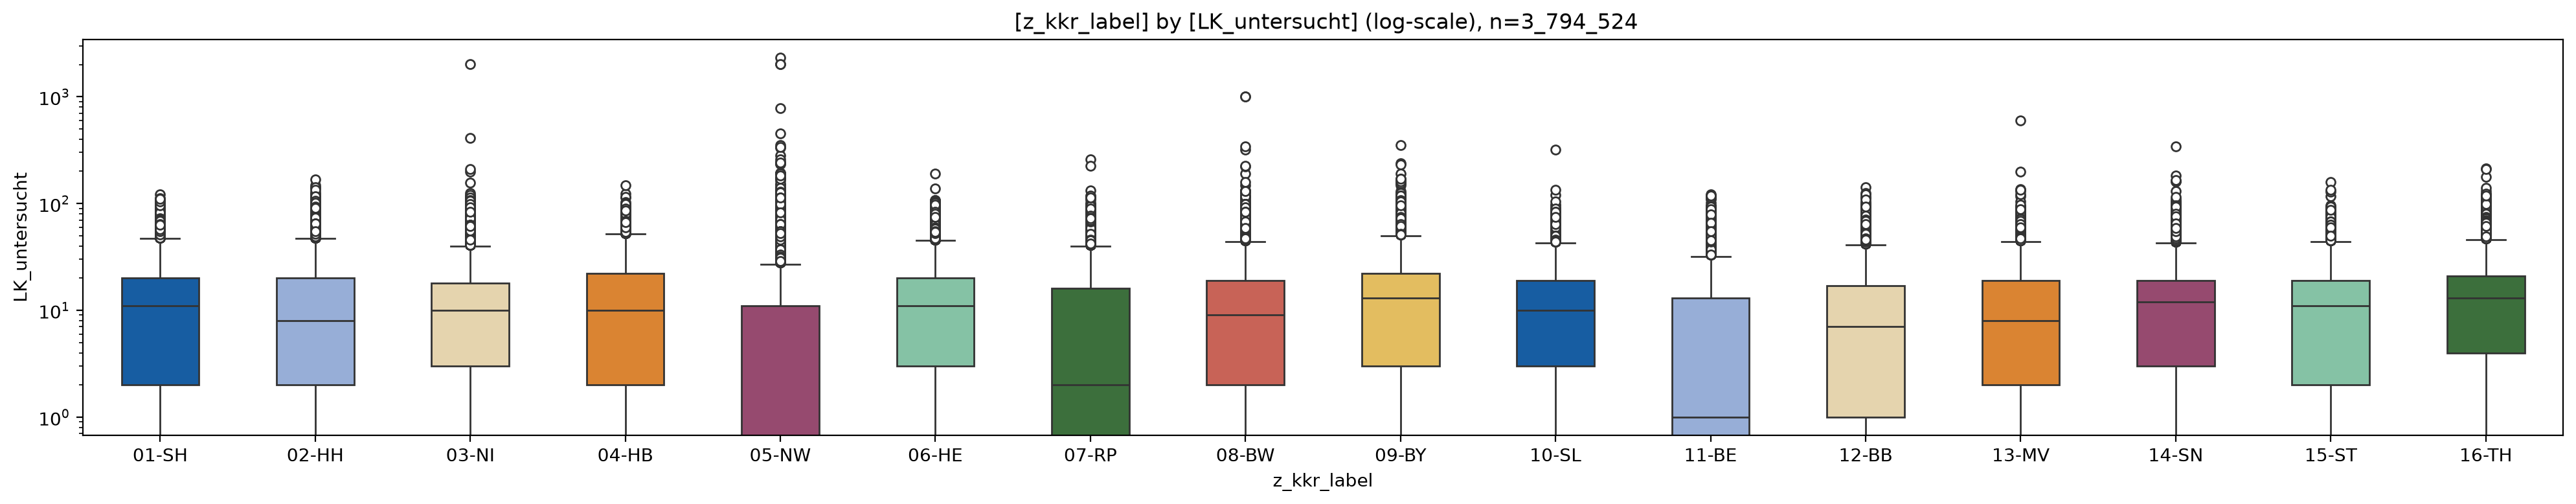 [z_kkr_label] by [LK_untersucht] (log-scale), n=3_794_524
LK_untersucht
10³
10²
10¹
10⁰
01-SH 02-HH 03-NI 04-HB 05-NW 06-HE 07-RP 08-BW 09-BY 10-SL 11-BE 12-BB 13-MV 14-SN 15-ST 16-TH
z_kkr_label